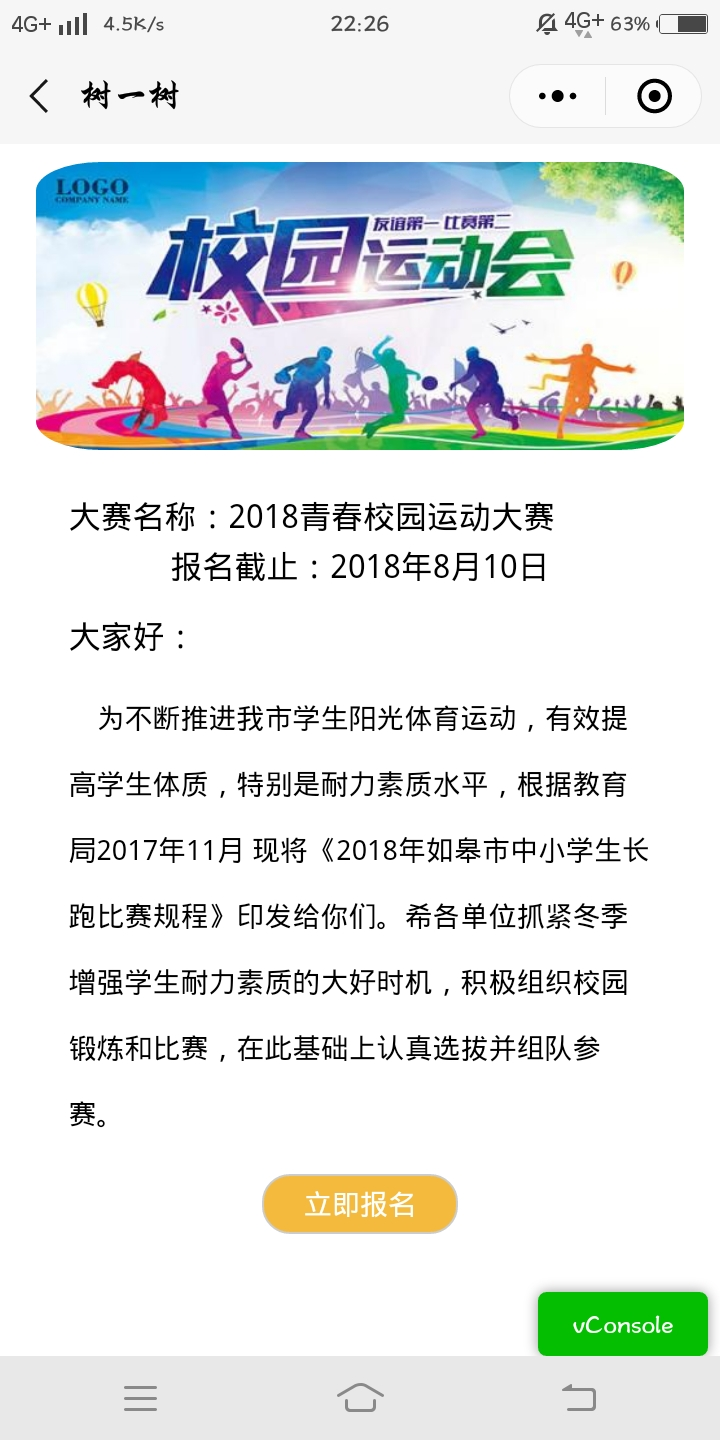 4G+ 4.5K/s 22:26 4G+ 63%
树一树
LOGO
COMPANY NAME
友谊第一 比赛第二
校园运动会
大赛名称：2018青春校园运动大赛
报名截止：2018年8月10日
大家好：
为不断推进我市学生阳光体育运动，有效提
高学生体质，特别是耐力素质水平，根据教育
局2017年11月 现将《2018年如皋市中小学生长
跑比赛规程》印发给你们。希各单位抓紧冬季
增强学生耐力素质的大好时机，积极组织校园
锻炼和比赛，在此基础上认真选拔并组队参
赛。
立即报名
vConsole